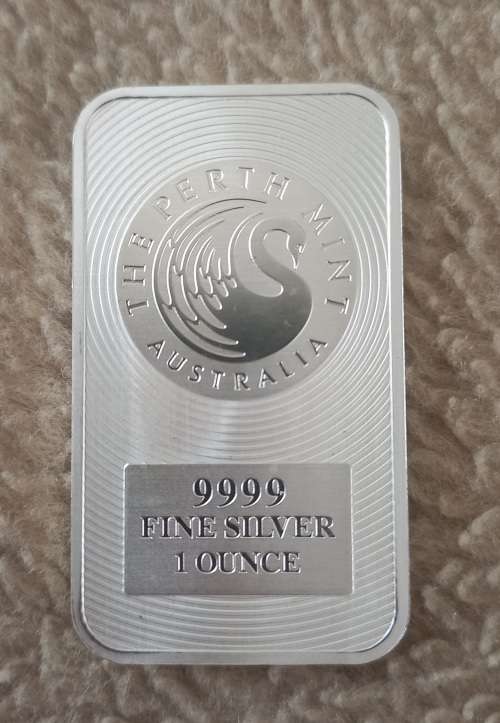 THE PERTH MINT
AUSTRALIA
9999
FINE SILVER
1 OUNCE